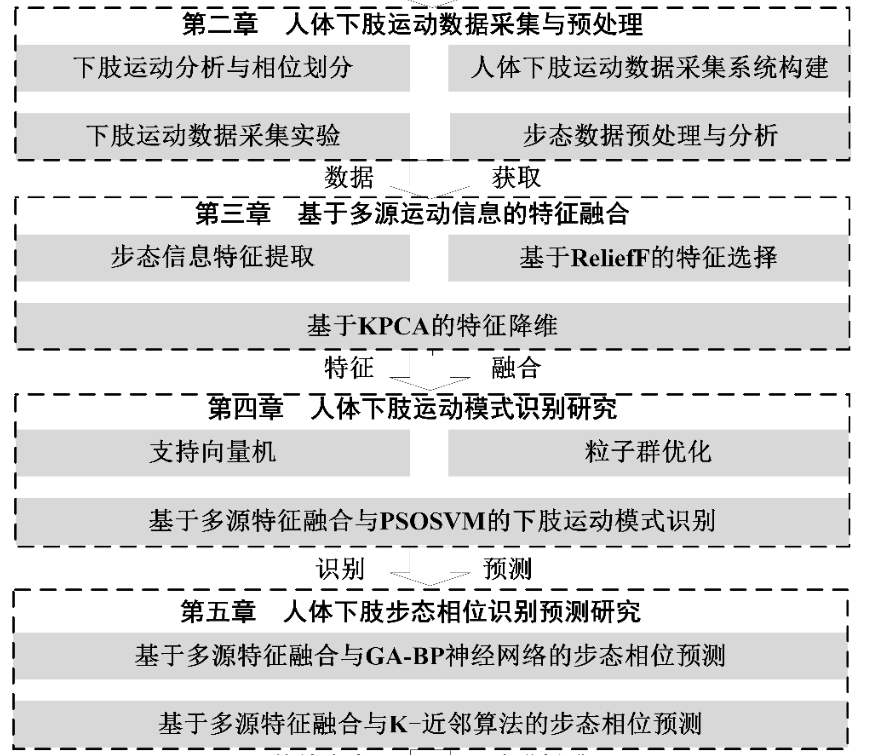 第二章　人体下肢运动数据采集与预处理
下肢运动分析与相位划分
人体下肢运动数据采集系统构建
下肢运动数据采集实验
步态数据预处理与分析
数据 获取
第三章　基于多源运动信息的特征融合
步态信息特征提取
基于ReliefF的特征选择
基于KPCA的特征降维
特征 融合
第四章　人体下肢运动模式识别研究
支持向量机
粒子群优化
基于多源特征融合与PSOSVM的下肢运动模式识别
识别 预测
第五章　人体下肢步态相位识别预测研究
基于多源特征融合与GA-BP神经网络的步态相位预测
基于多源特征融合与K-近邻算法的步态相位预测